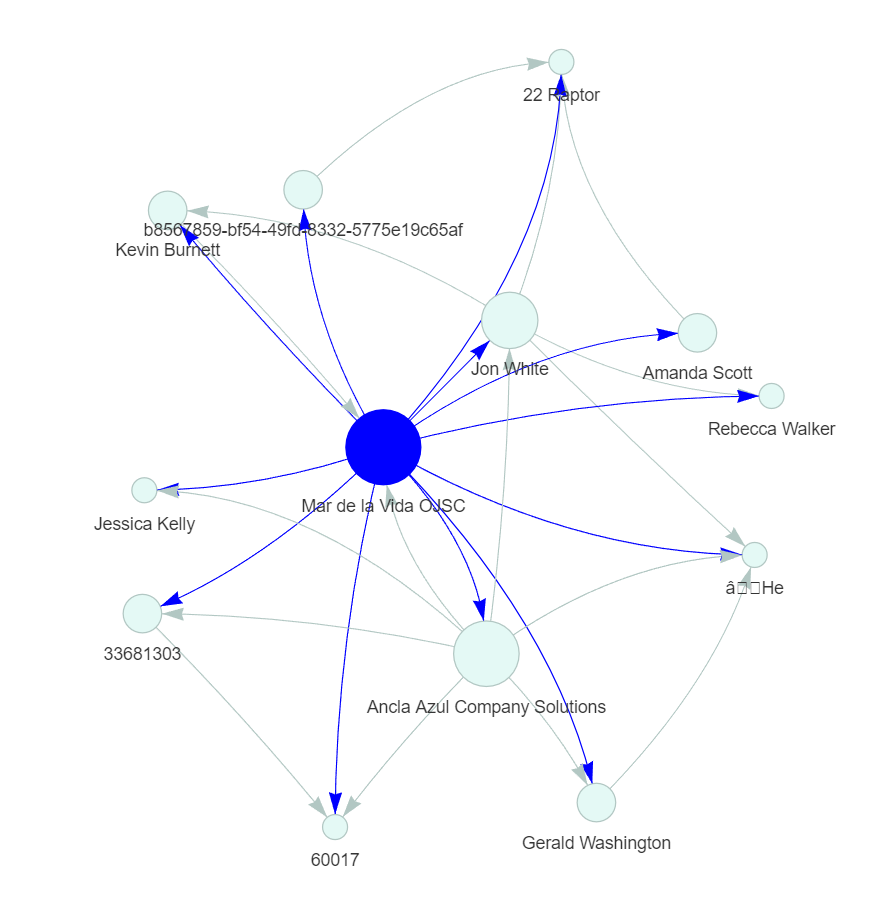 22 Raptor
b8567859-bf54-49fd-8332-5775e19c65af
Kevin Burnett
Jon White
Amanda Scott
Rebecca Walker
Mar de la Vida OJSC
Jessica Kelly
â��He
33681303
Ancla Azul Company Solutions
Gerald Washington
60017